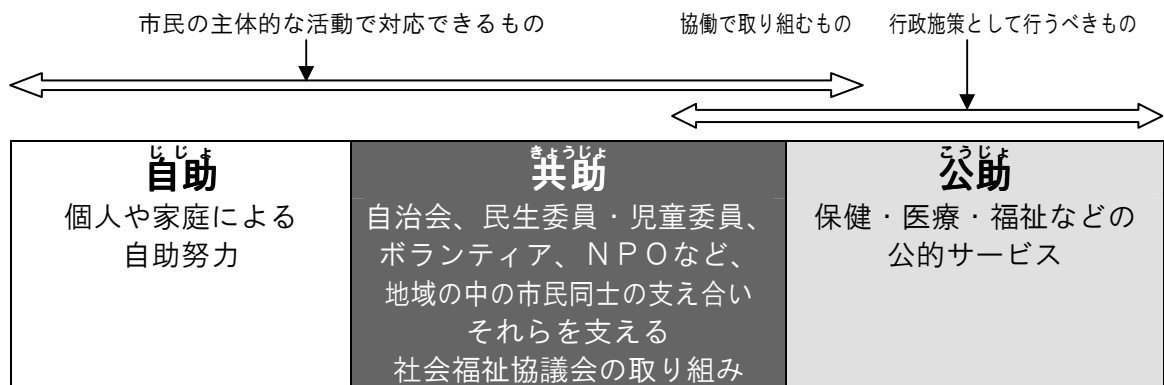 市民の主体的な活動で対応できるもの
協働で取り組むもの
行政施策として行うべきもの
じじょ
自助
個人や家庭による
自助努力
きょうじょ
共助
自治会、民生委員・児童委員、
ボランティア、ＮＰＯなど、
地域の中の市民同士の支え合い
それらを支える
社会福祉協議会の取り組み
こうじょ
公助
保健・医療・福祉などの
公的サービス